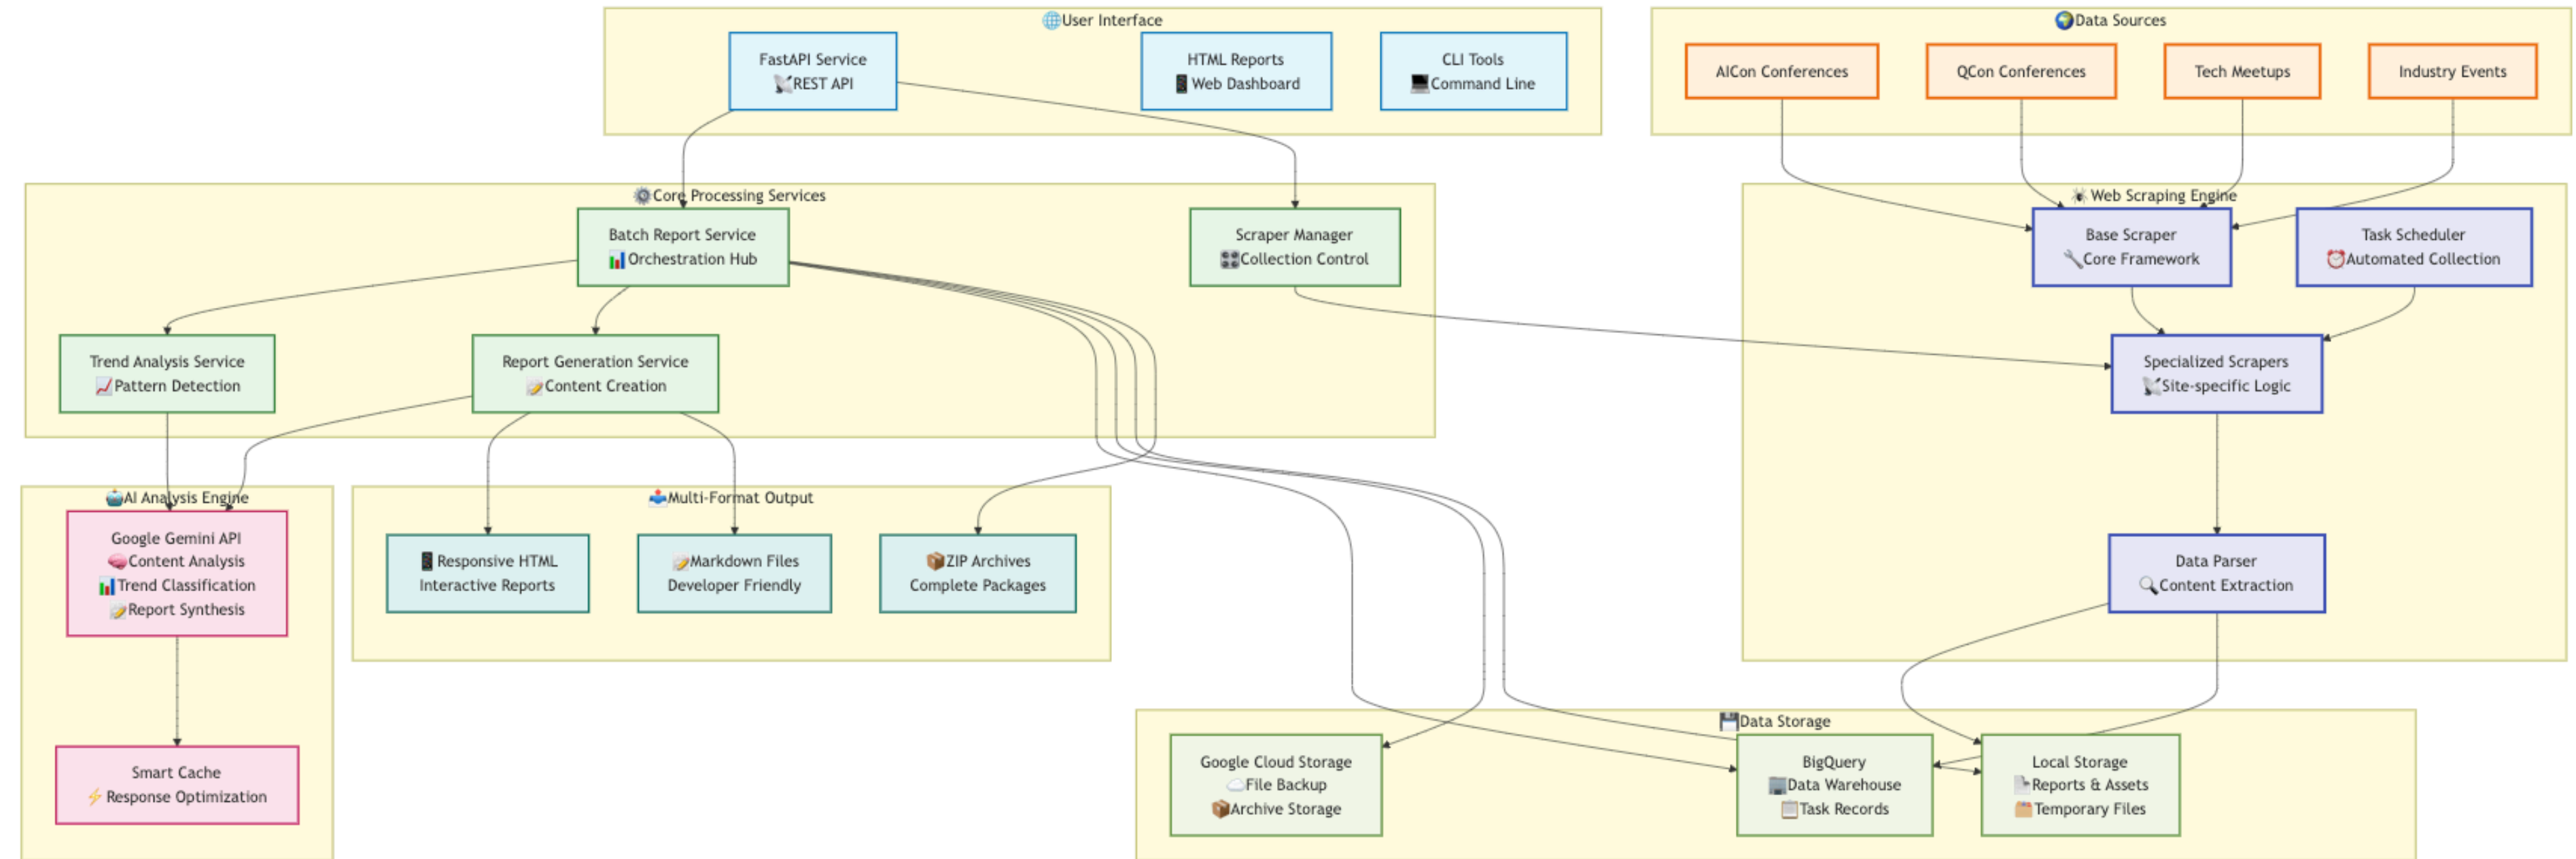 🌐User Interface
FastAPI Service
📡REST API
HTML Reports
📱Web Dashboard
CLI Tools
💻Command Line
🌍Data Sources
AICon Conferences
QCon Conferences
Tech Meetups
Industry Events
⚙️Core Processing Services
Batch Report Service
📊Orchestration Hub
Scraper Manager
🎛️Collection Control
Trend Analysis Service
📈Pattern Detection
Report Generation Service
📝Content Creation
🕷️Web Scraping Engine
Base Scraper
🔧Core Framework
Task Scheduler
⏰Automated Collection
Specialized Scrapers
📡Site-specific Logic
Data Parser
🔍Content Extraction
🤖AI Analysis Engine
Google Gemini API
🧠Content Analysis
📊Trend Classification
📝Report Synthesis
Smart Cache
⚡Response Optimization
📤Multi-Format Output
📱Responsive HTML
Interactive Reports
📝Markdown Files
Developer Friendly
📦ZIP Archives
Complete Packages
💾Data Storage
Google Cloud Storage
☁️File Backup
📦Archive Storage
BigQuery
🏢Data Warehouse
📋Task Records
Local Storage
📄Reports & Assets
🗂️Temporary Files